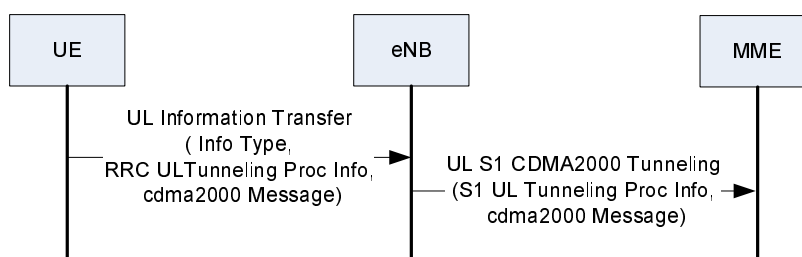 UE
eNB
MME
UL Information Transfer
( Info Type,
RRC ULTunneling Proc Info,
cdma2000 Message)
UL S1 CDMA2000 Tunneling
(S1 UL Tunneling Proc Info,
cdma2000 Message)